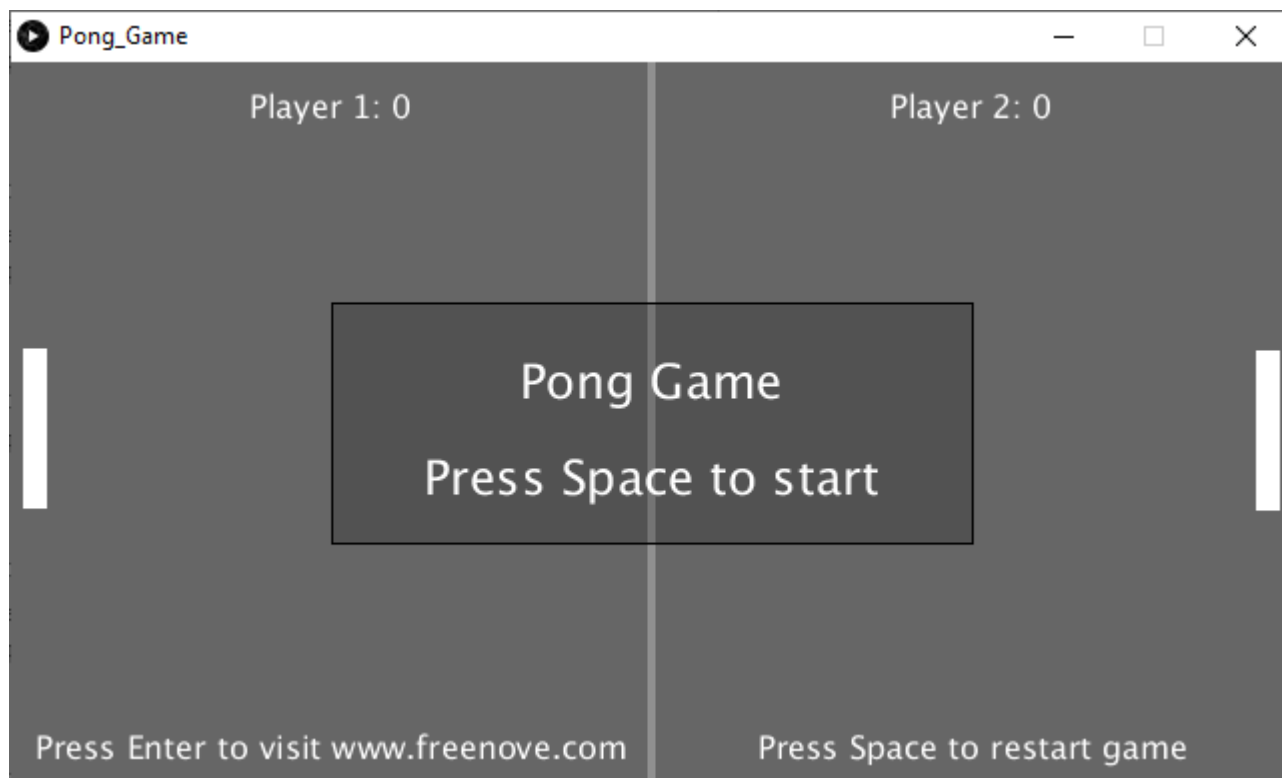 Pong_Game
Player 1: 0
Player 2: 0
Pong Game
Press Space to start
Press Enter to visit www.freenove.com
Press Space to restart game